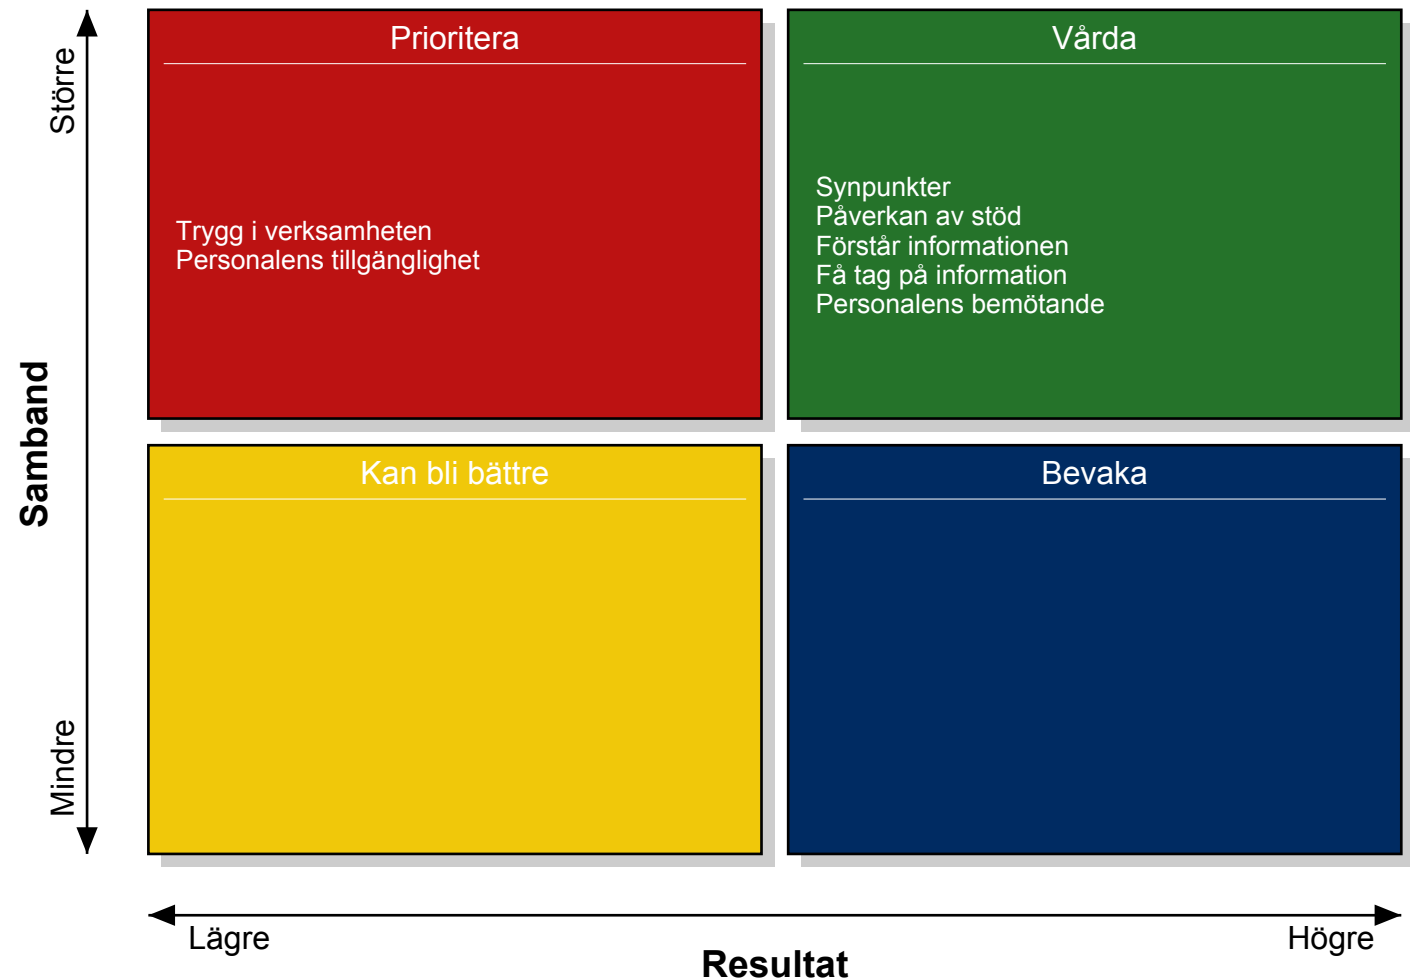 Större
Samband
Mindre
Prioritera
Trygg i verksamheten
Personalens tillgänglighet
Vårda
Synpunkter
Påverkan av stöd
Förstår informationen
Få tag på information
Personalens bemötande
Kan bli bättre
Bevaka
Lägre
Resultat
Högre